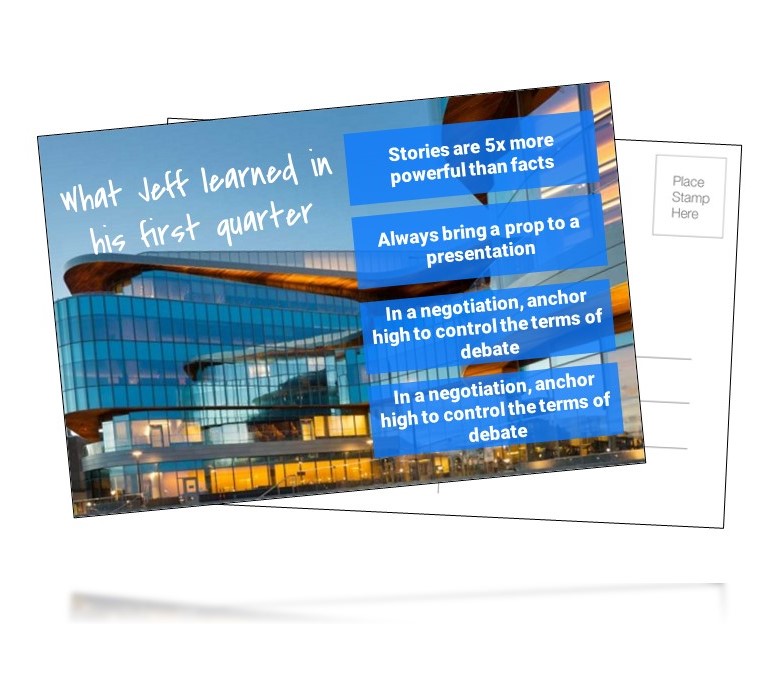 What Jeff learned in
his first quarter
Stories are 5x more
powerful than facts
Always bring a prop to a
presentation
In a negotiation, anchor
high to control the terms of
debate
In a negotiation, anchor
high to control the terms of
debate
Place
Stamp
Here